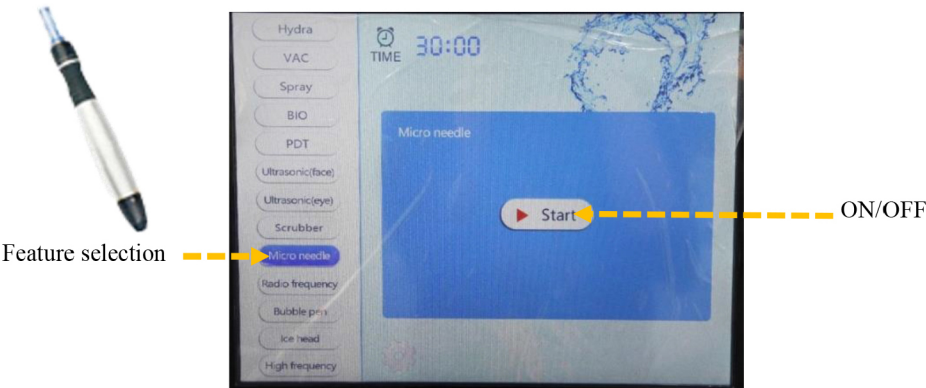 Hydra
VAC
Spray
BIO
PDT
Ultrasonic(face)
Ultrasonic(eye)
Scrubber
Micro needle
Radio frequency
Bubble pen
Ice head
High frequency
TIME 30:00
Micro needle
Start
ON/OFF
Feature selection